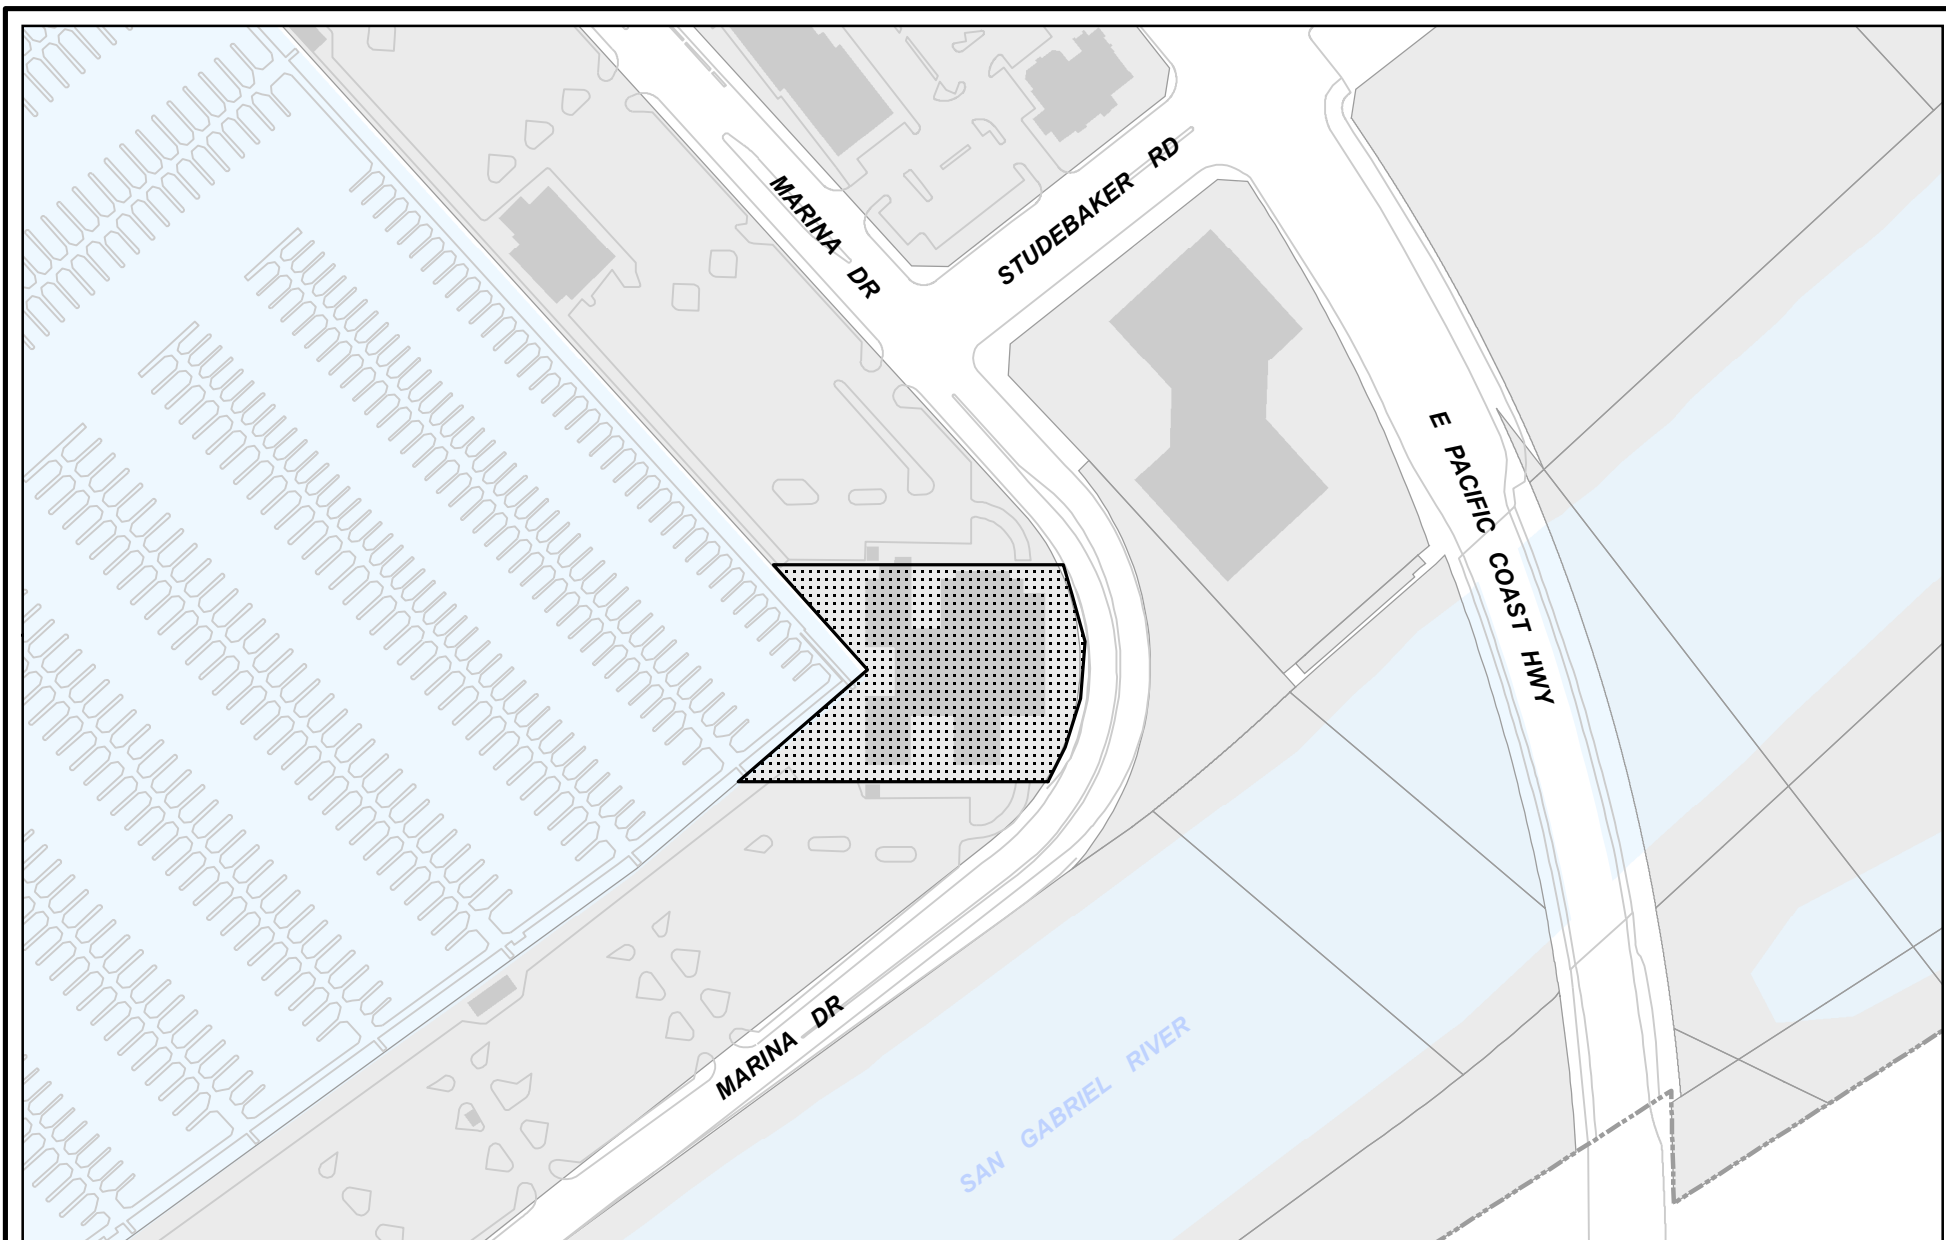 STUDEBAKER RD
MARINA DR
E PACIFIC COAST HWY
MARINA DR
SAN GABRIEL RIVER